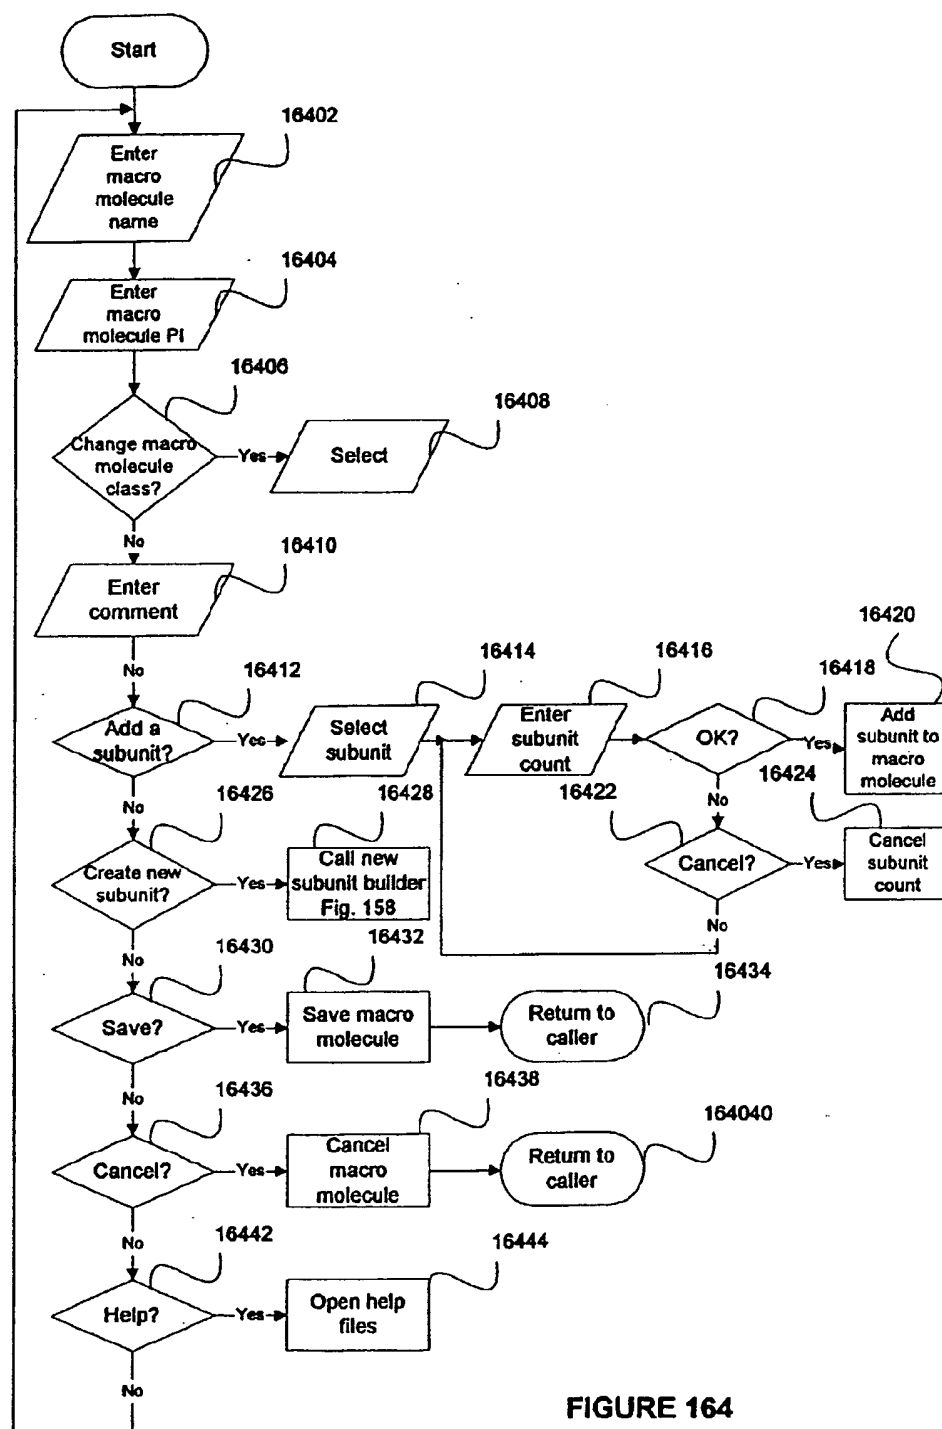 Start
16402
Enter
macro
molecule
name
16404
Enter
macro
molecule PI
16406
Change macro
molecule
class?
Yes
16408
Select
No
16410
Enter
comment
No
16412
Add a
subunit?
Yes
16414
Select
subunit
16416
Enter
subunit
count
16418
OK?
Yes
16420
Add
subunit to
macro
molecule
No
16422
Cancel?
Yes
16424
Cancel
subunit
count
No
No
16426
Create new
subunit?
Yes
16428
Call new
subunit builder
Fig. 158
No
16430
Save?
Yes
16432
Save macro
molecule
16434
Return to
caller
No
16436
Cancel?
Yes
16438
Cancel
macro
molecule
164040
Return to
caller
No
16442
Help?
Yes
16444
Open help
files
No
FIGURE 164